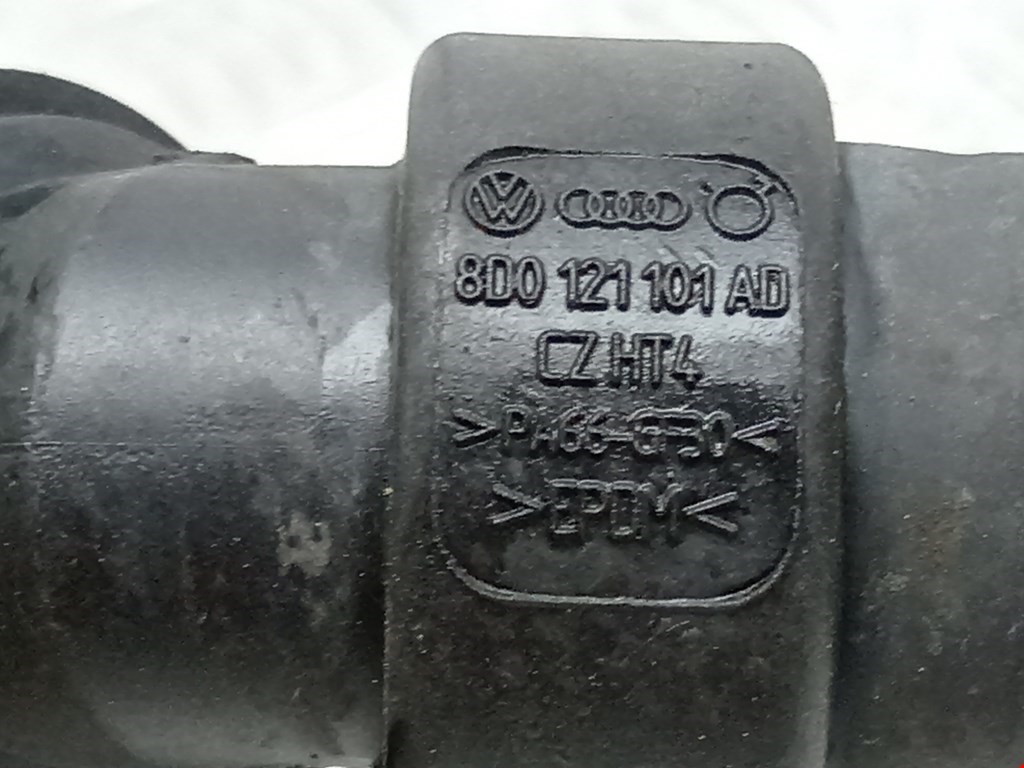 8D0 121 101 AD
CZ HT4
>PA66-GF30<
>EPDM<